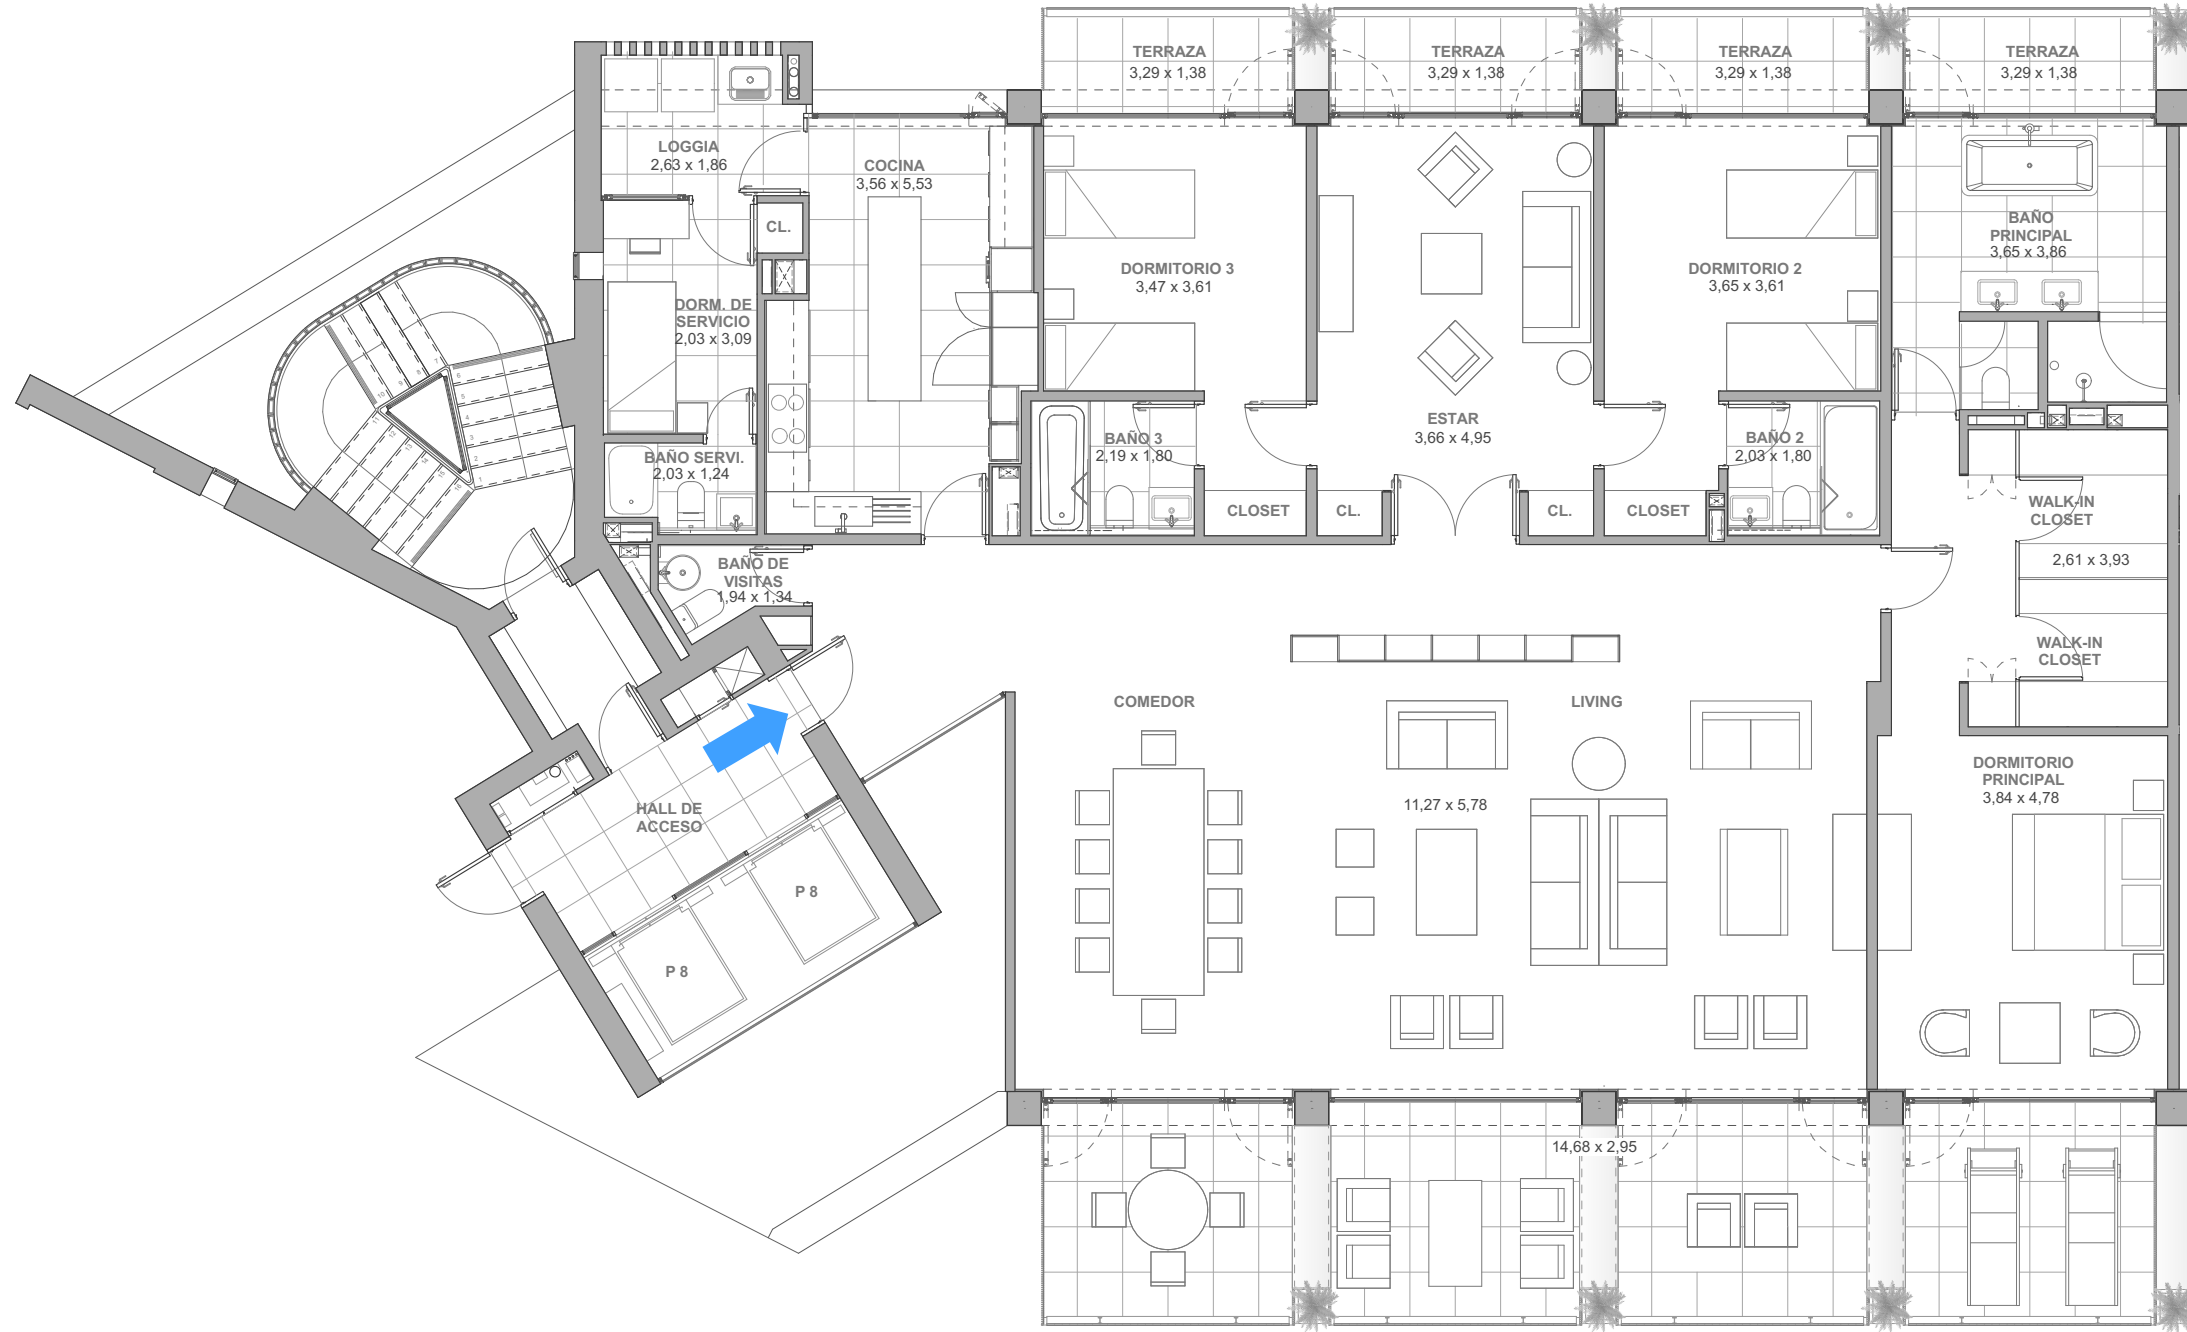 TERRAZA
3,29 x 1,38
TERRAZA
3,29 x 1,38
TERRAZA
3,29 x 1,38
TERRAZA
3,29 x 1,38
LOGGIA
2,63 x 1,86
COCINA
3,56 x 5,53
CL.
DORMITORIO 3
3,47 x 3,61
DORMITORIO 2
3,65 x 3,61
BAÑO
PRINCIPAL
3,65 x 3,86
DORM. DE
SERVICIO
2,03 x 3,09
ESTAR
3,66 x 4,95
BAÑO 3
2,19 x 1,80
BAÑO 2
2,03 x 1,80
BAÑO SERVI.
2,03 x 1,24
CLOSET
CL.
CL.
CLOSET
WALK-IN
CLOSET
2,61 x 3,93
WALK-IN
CLOSET
BAÑO DE
VISITAS
1,94 x 1,34
COMEDOR
LIVING
11,27 x 5,78
DORMITORIO
PRINCIPAL
3,84 x 4,78
HALL DE
ACCESO
P 8
P 8
14,68 x 2,95